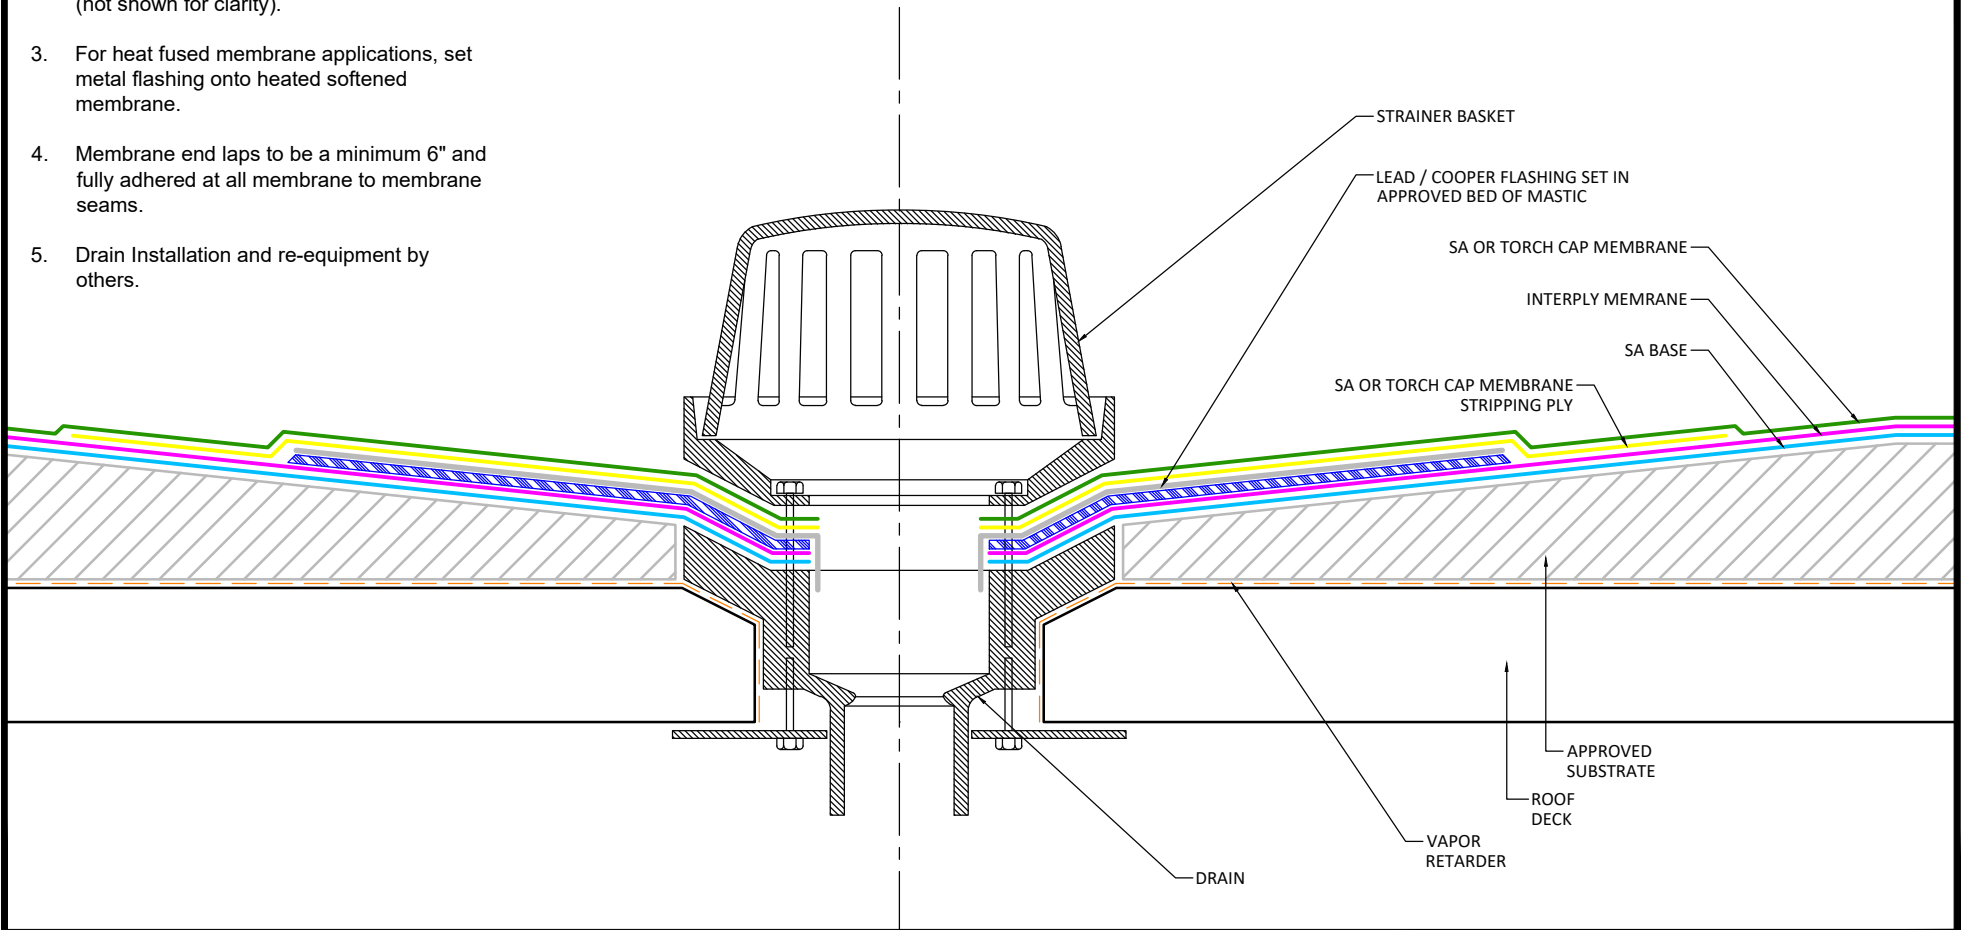 (not shown for clarity).
3. For heat fused membrane applications, set
metal flashing onto heated softened
membrane.
4. Membrane end laps to be a minimum 6" and
fully adhered at all membrane to membrane
seams.
5. Drain Installation and re-equipment by
others.
STRAINER BASKET
LEAD / COOPER FLASHING SET IN
APPROVED BED OF MASTIC
SA OR TORCH CAP MEMBRANE
INTERPLY MEMRANE
SA BASE
SA OR TORCH CAP MEMBRANE
STRIPPING PLY
APPROVED
SUBSTRATE
ROOF
DECK
VAPOR
RETARDER
DRAIN